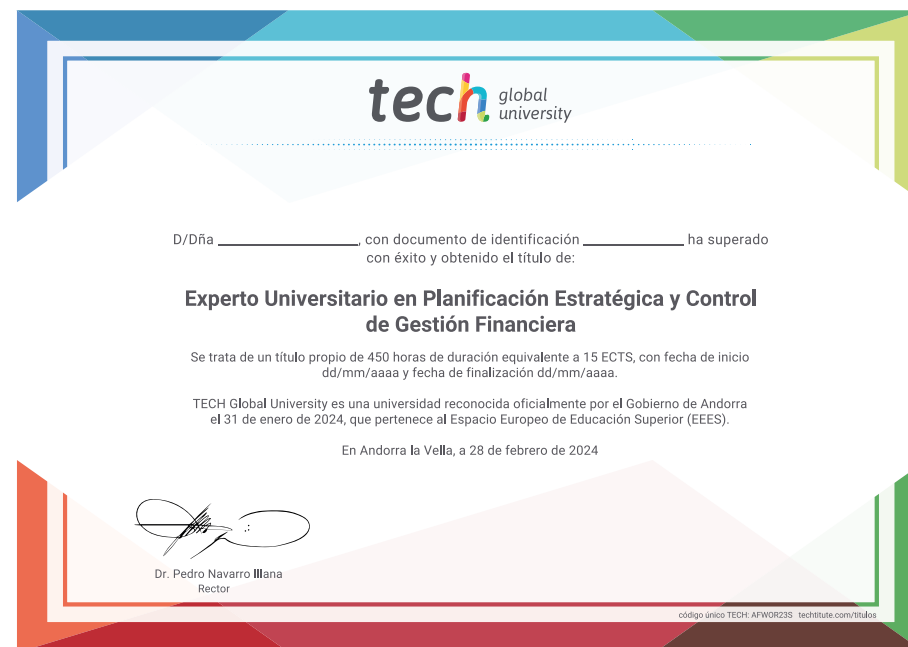 tech global
university
D/Dña ______________, con documento de identificación __________ ha superado
con éxito y obtenido el título de:
Experto Universitario en Planificación Estratégica y Control
de Gestión Financiera
Se trata de un título propio de 450 horas de duración equivalente a 15 ECTS, con fecha de inicio
dd/mm/aaaa y fecha de finalización dd/mm/aaaa.
TECH Global University es una universidad reconocida oficialmente por el Gobierno de Andorra
el 31 de enero de 2024, que pertenece al Espacio Europeo de Educación Superior (EEES).
En Andorra la Vella, a 28 de febrero de 2024
Dr. Pedro Navarro Illana
Rector
código único TECH: AFWOR23S techtitute.com/titulos